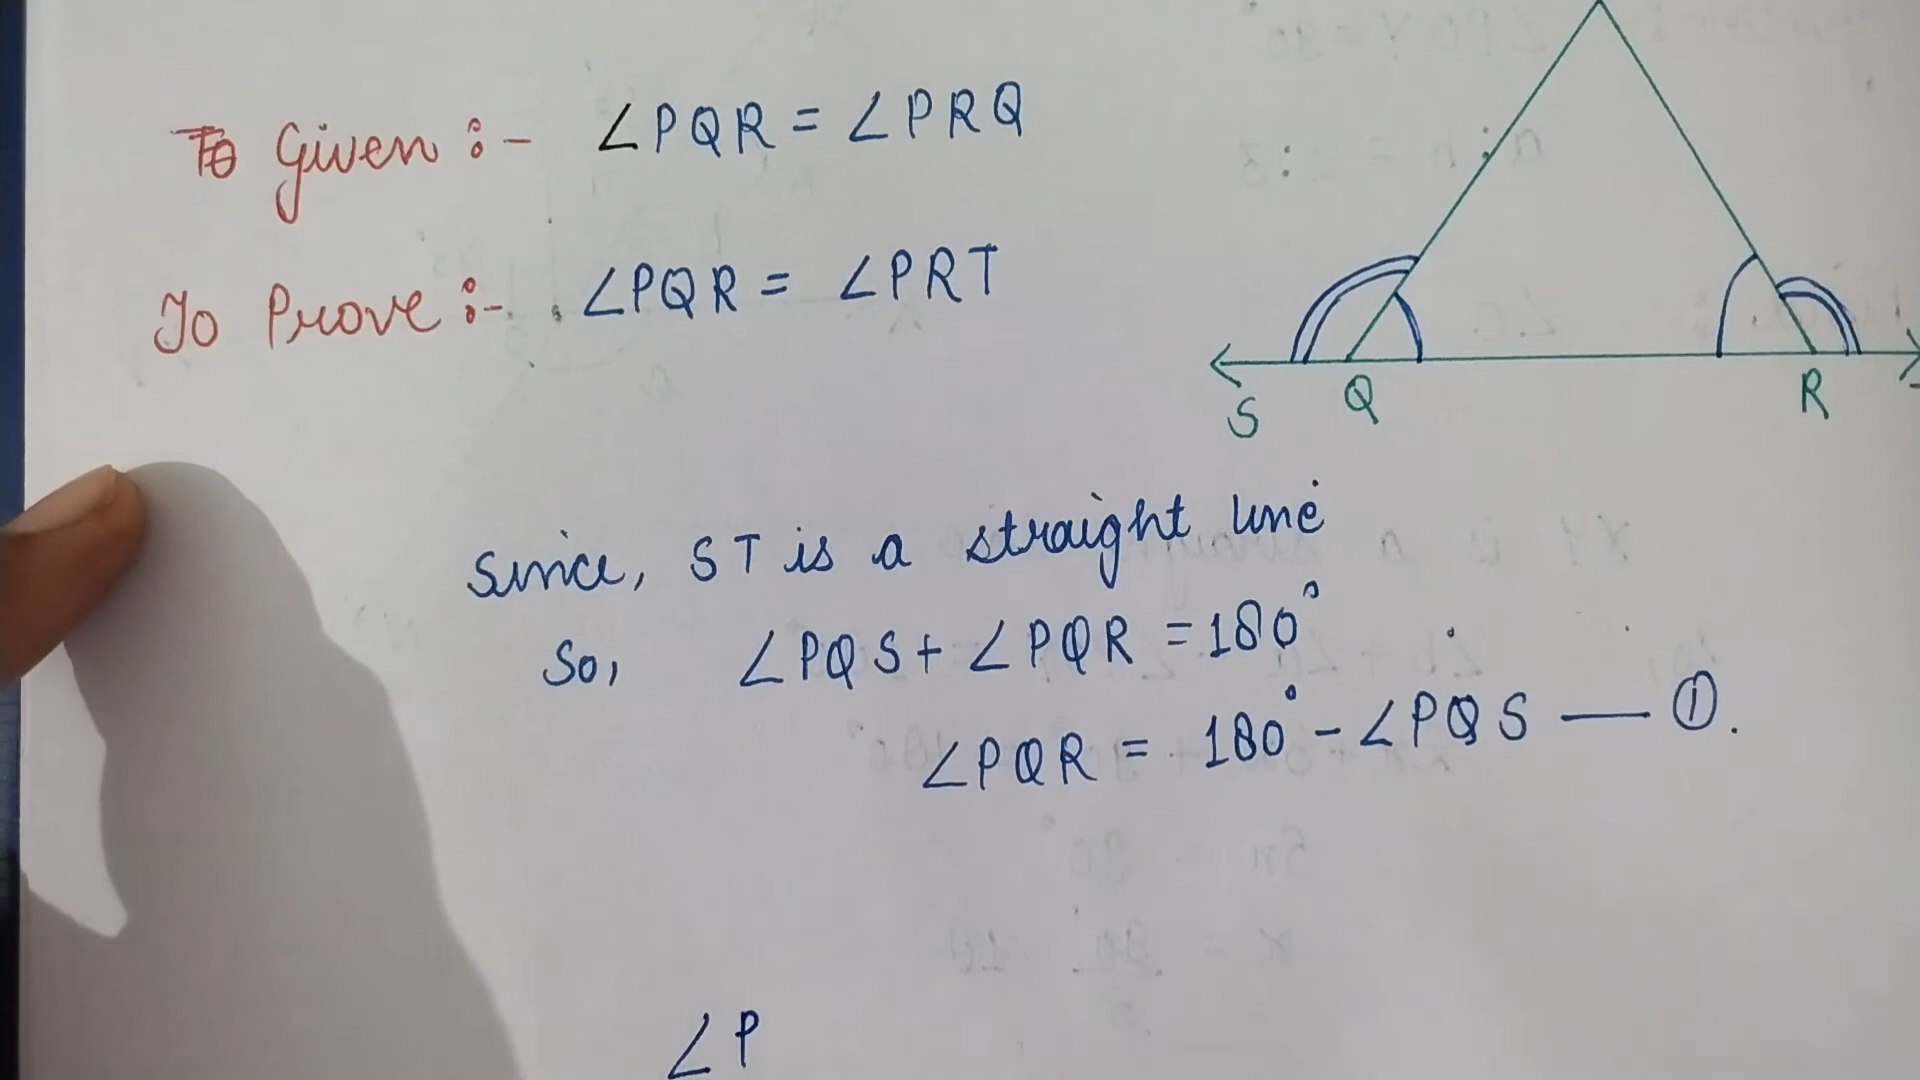 Given :- ∠PQR = ∠PRQ
To Prove :- ∠PQR = ∠PRT
S Q R
Since, ST is a straight line
So, ∠PQS + ∠PQR = 180°
∠PQR = 180° - ∠PQS — ①.
∠P